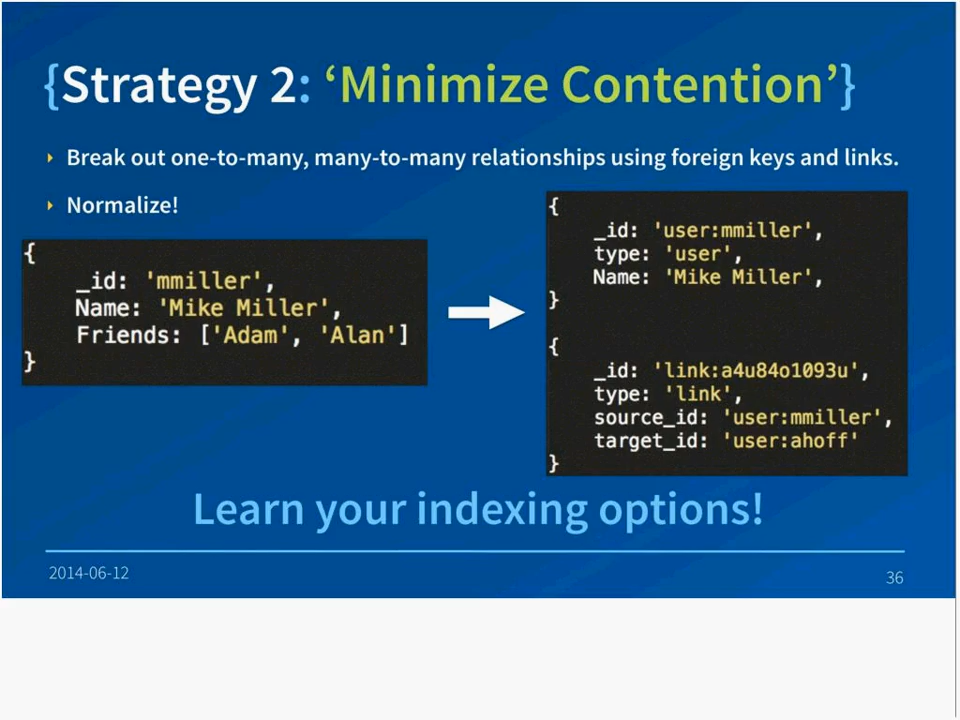 {Strategy 2: ‘Minimize Contention’}
Break out one-to-many, many-to-many relationships using foreign keys and links.
Normalize!
{
_id: 'mmiller',
Name: 'Mike Miller',
Friends: ['Adam', 'Alan']
}
{
_id: 'user:mmiller',
type: 'user',
Name: 'Mike Miller',
}
{
_id: 'link:a4u84o1093u',
type: 'link',
source_id: 'user:mmiller',
target_id: 'user:ahoff'
}
Learn your indexing options!
2014-06-12
36